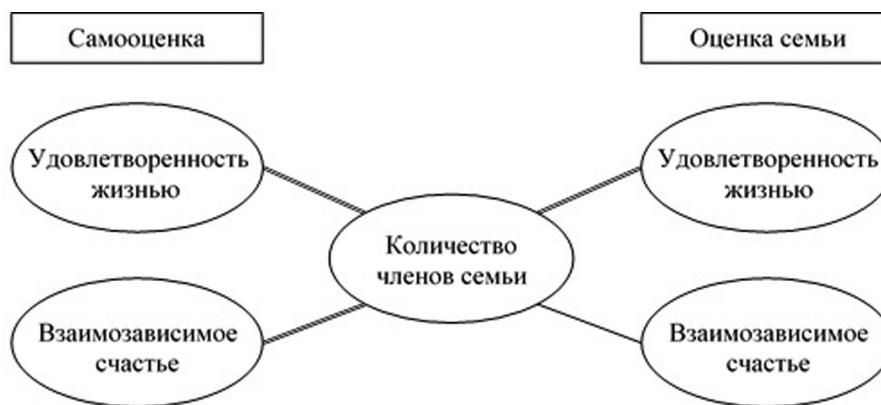 Самооценка
Оценка семьи
Удовлетворенность
жизнью
Удовлетворенность
жизнью
Количество
членов семьи
Взаимозависимое
счастье
Взаимозависимое
счастье